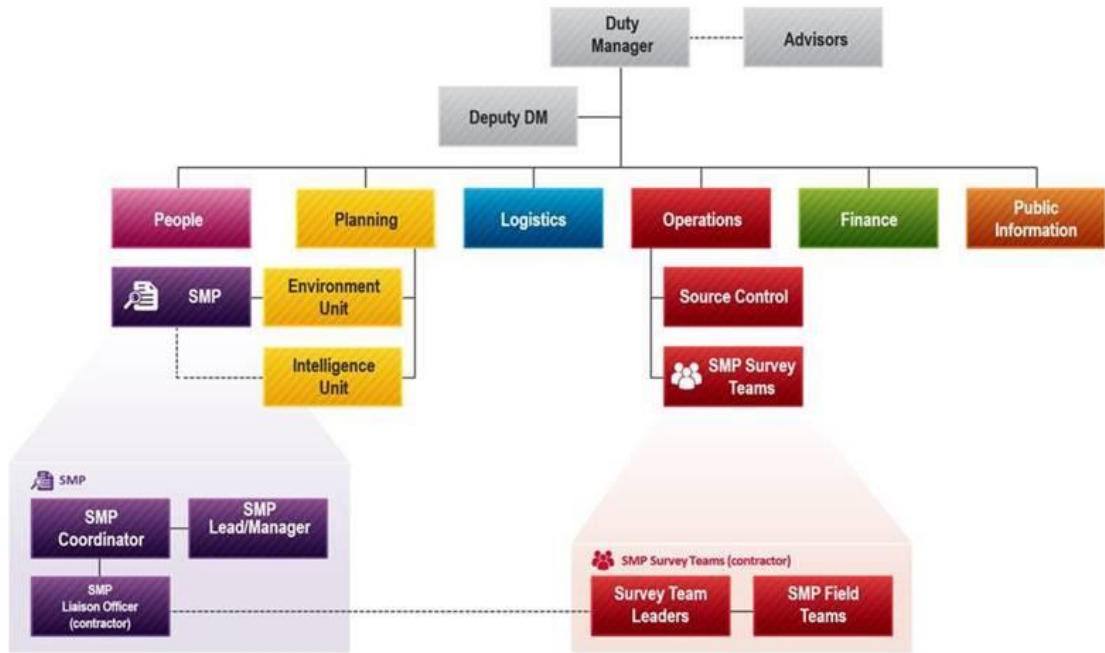 Duty
Manager
Advisors
Deputy DM
People
Planning
Logistics
Operations
Finance
Public
Information
SMP
Environment
Unit
Source Control
Intelligence
Unit
SMP Survey
Teams
SMP
SMP
Coordinator
SMP
Lead/Manager
SMP
Liaison Officer
(contractor)
SMP Survey Teams (contractor)
Survey Team
Leaders
SMP Field
Teams